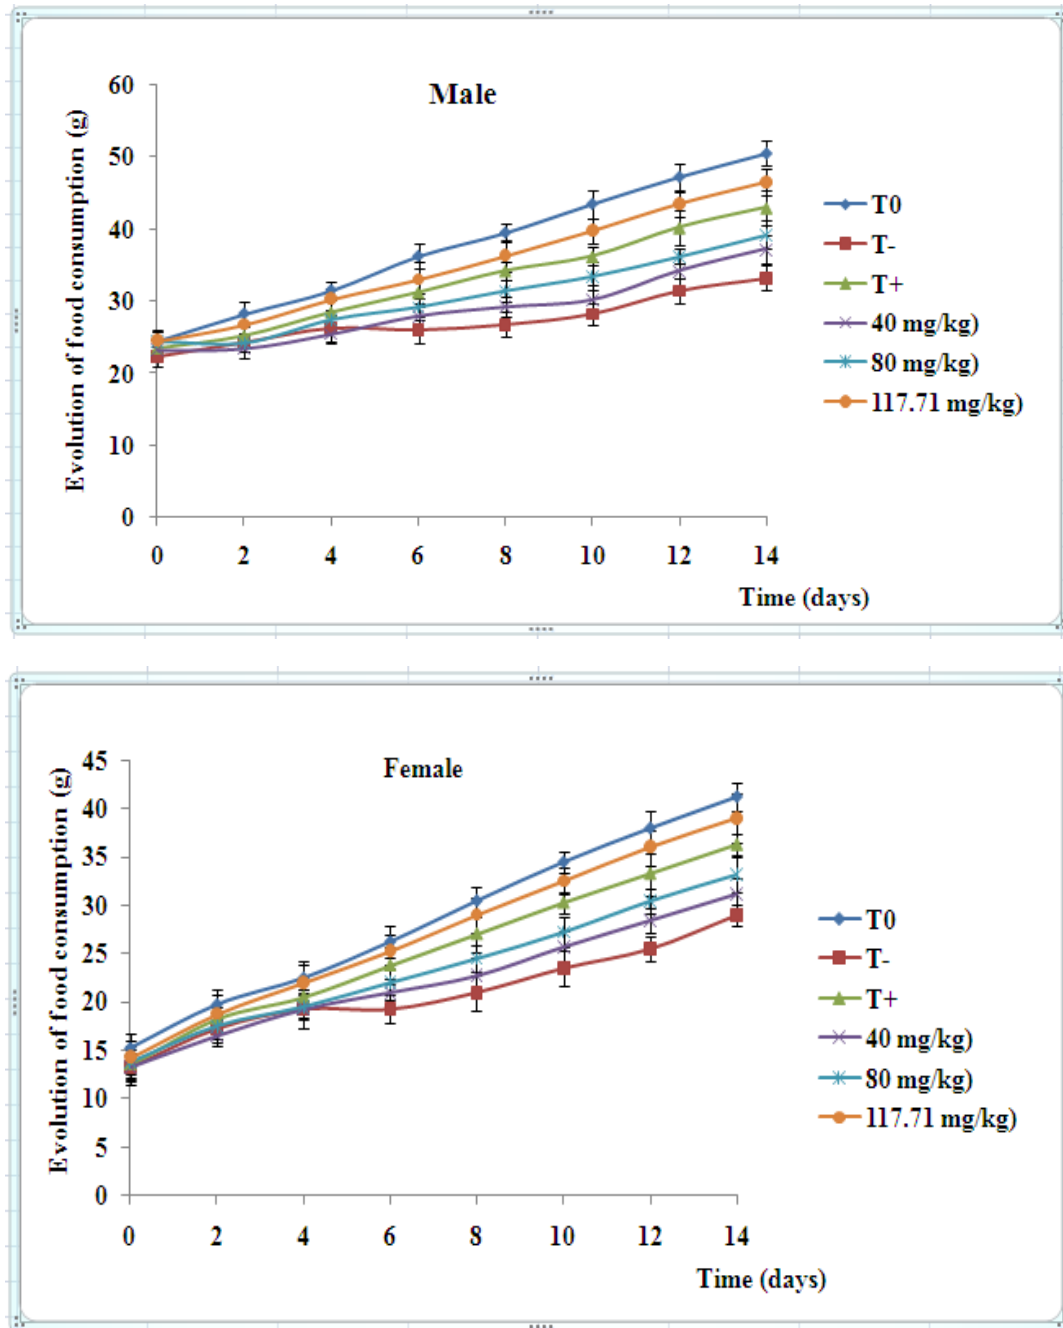 Male
Evolution of food consumption (g)
60
50
40
30
20
10
0
0 2 4 6 8 10 12 14
Time (days)
T0
T-
T+
40 mg/kg)
80 mg/kg)
117.71 mg/kg)
Female
Evolution of food consumption (g)
45
40
35
30
25
20
15
10
5
0
0 2 4 6 8 10 12 14
Time (days)
T0
T-
T+
40 mg/kg)
80 mg/kg)
117.71 mg/kg)